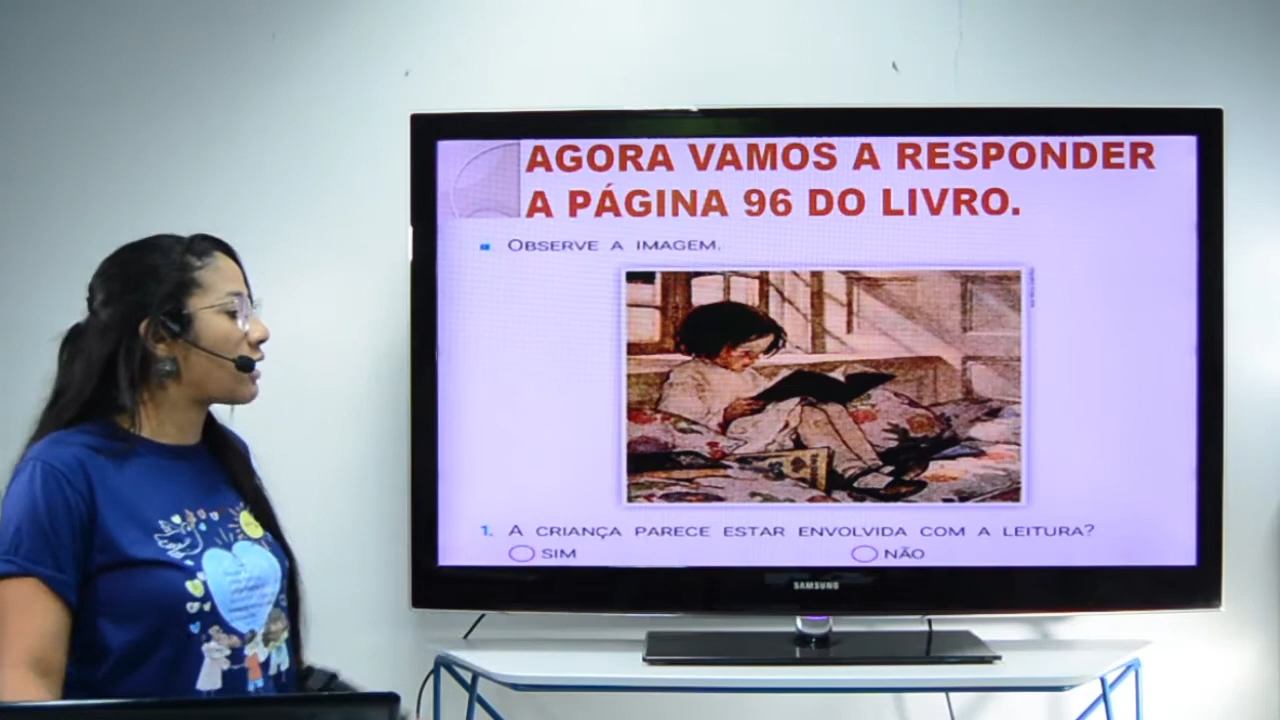 AGORA VAMOS A RESPONDER
A PÁGINA 96 DO LIVRO.
OBSERVE A IMAGEM.
1. A CRIANÇA PARECE ESTAR ENVOLVIDA COM A LEITURA?
SIM NÃO
SAMSUNG